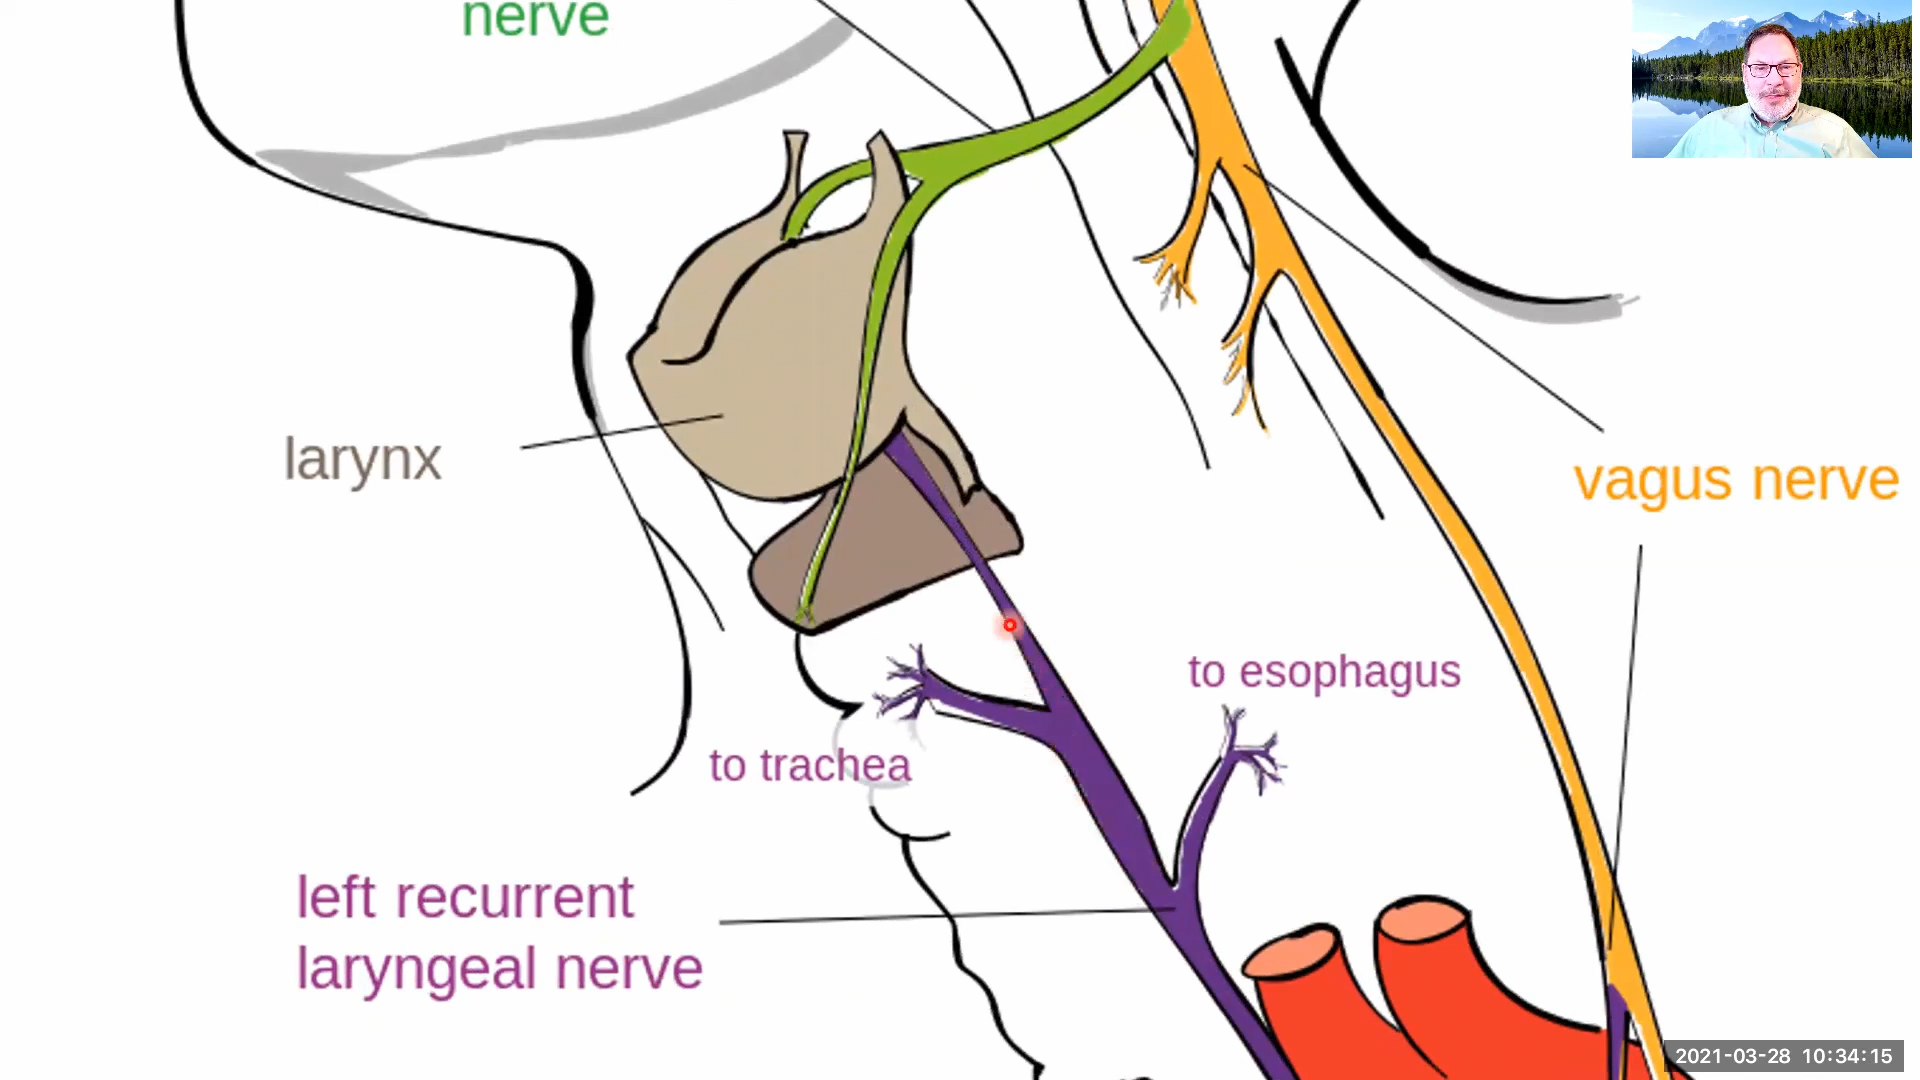 nerve
larynx
vagus nerve
to esophagus
to trachea
left recurrent
laryngeal nerve
2021-03-28 10:34:15